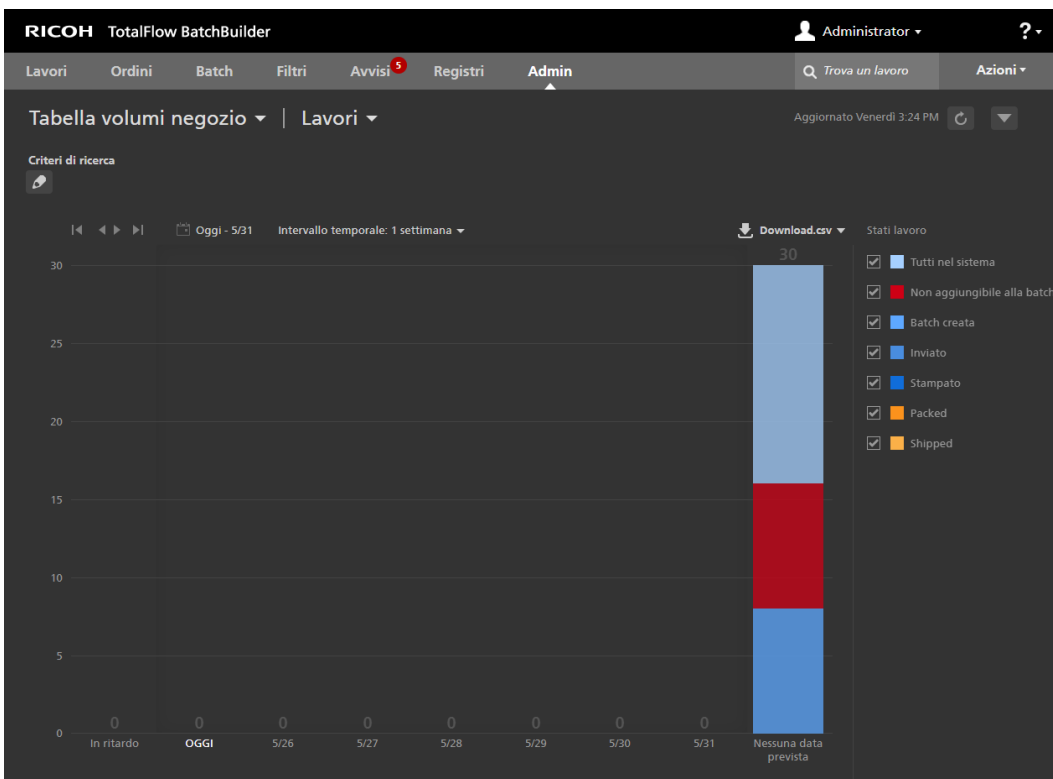 RICOH TotalFlow BatchBuilder Administrator ?
Lavori Ordini Batch Filtri Avvisi 5 Registri Admin Trova un lavoro Azioni
Tabella volumi negozio | Lavori Aggiornato Venerdì 3:24 PM
Criteri di ricerca
Oggi - 5/31 Intervallo temporale: 1 settimana Download.csv Stati lavoro
30
30
Tutti nel sistema
Non aggiungibile alla batch
Batch creata
25
Inviato
Stampato
20
Packed
Shipped
15
10
5
0 0 0 0 0 0 0 0
0
In ritardo OGGI 5/26 5/27 5/28 5/29 5/30 5/31 Nessuna data
prevista